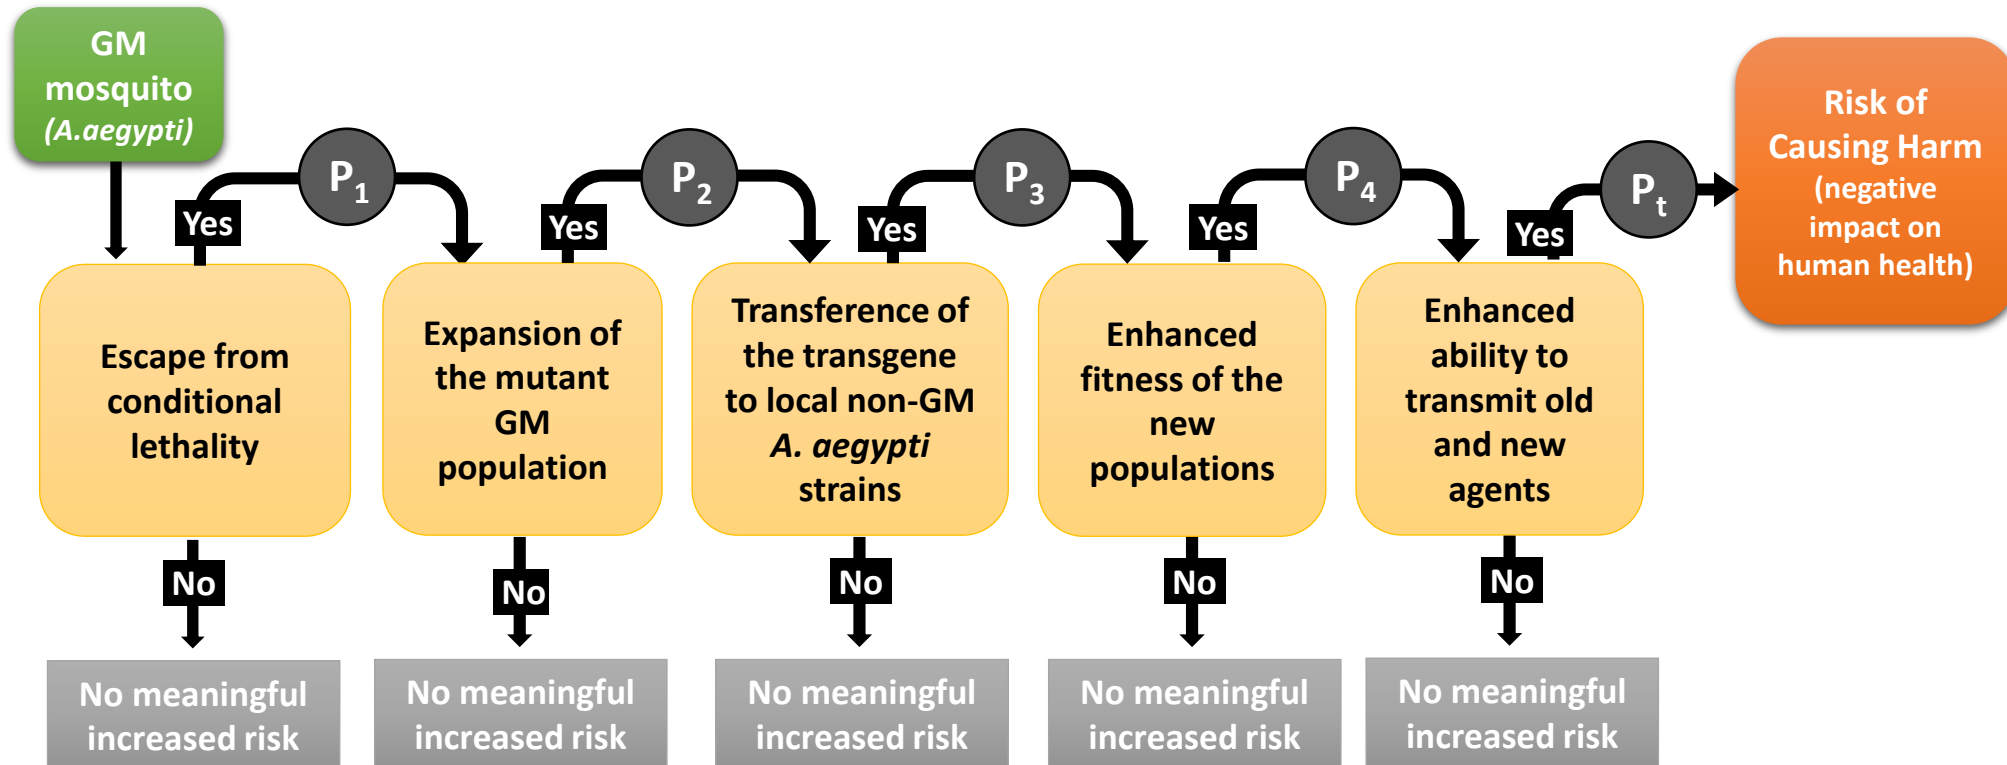 GM
mosquito
(A.aegypti)
Yes
P1
Yes
P2
Yes
P3
Yes
P4
Yes
Pt
Risk of
Causing Harm
(negative
impact on
human health)
Escape from
conditional
lethality
Expansion of
the mutant
GM
population
Transference of
the transgene
to local non-GM
A. aegypti
strains
Enhanced
fitness of the
new
populations
Enhanced
ability to
transmit old
and new
agents
No
No
No
No
No
No meaningful
increased risk
No meaningful
increased risk
No meaningful
increased risk
No meaningful
increased risk
No meaningful
increased risk